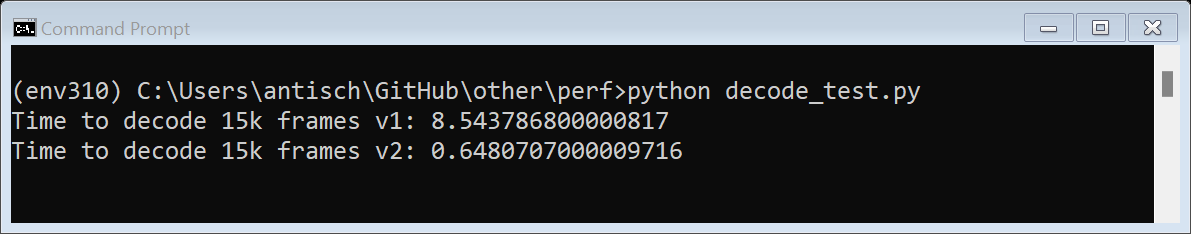 Command Prompt
(env310) C:\Users\antisch\GitHub\other\perf>python decode_test.py
Time to decode 15k frames v1: 8.543786800000817
Time to decode 15k frames v2: 0.6480707000009716